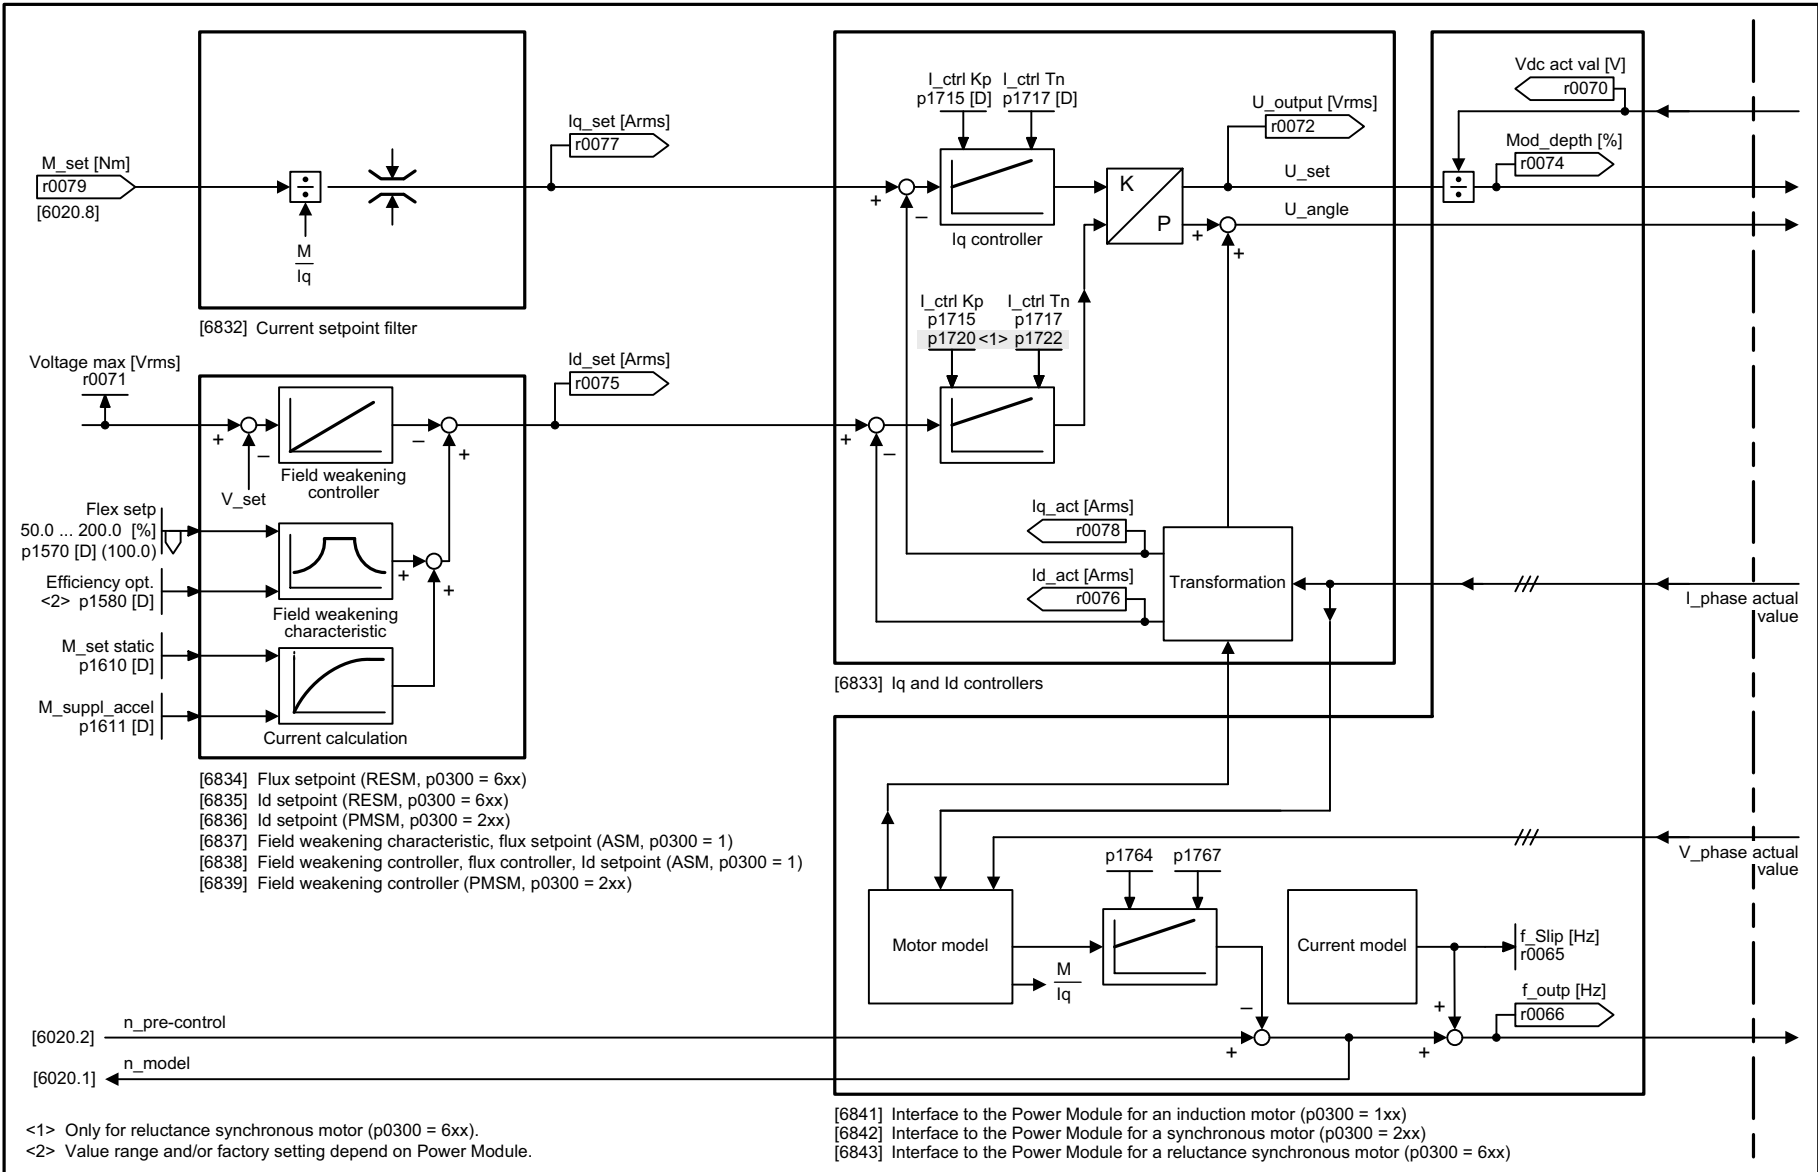 M_set [Nm]
r0079
[6020.8]
M
Iq
[6832] Current setpoint filter
Iq_set [Arms]
r0077
Voltage max [Vrms]
r0071
V_set
Field weakening
controller
Id_set [Arms]
r0075
Flex setp
50.0 ... 200.0 [%]
p1570 [D] (100.0)
Efficiency opt.
<2> p1580 [D]
Field weakening
characteristic
M_set static
p1610 [D]
M_suppl_accel
p1611 [D]
Current calculation
[6834] Flux setpoint (RESM, p0300 = 6xx)
[6835] Id setpoint (RESM, p0300 = 6xx)
[6836] Id setpoint (PMSM, p0300 = 2xx)
[6837] Field weakening characteristic, flux setpoint (ASM, p0300 = 1)
[6838] Field weakening controller, flux controller, Id setpoint (ASM, p0300 = 1)
[6839] Field weakening controller (PMSM, p0300 = 2xx)
I_ctrl Kp
p1715 [D]
I_ctrl Tn
p1717 [D]
Iq controller
K
P
U_output [Vrms]
r0072
U_set
U_angle
Vdc act val [V]
r0070
Mod_depth [%]
r0074
I_ctrl Kp
p1715
p1720
<1>
I_ctrl Tn
p1717
p1722
Iq_act [Arms]
r0078
Id_act [Arms]
r0076
Transformation
I_phase actual
value
[6833] Iq and Id controllers
V_phase actual
value
p1764
p1767
Motor model
M
Iq
Current model
f_Slip [Hz]
r0065
f_outp [Hz]
r0066
[6020.2]
n_pre-control
[6020.1]
n_model
[6841] Interface to the Power Module for an induction motor (p0300 = 1xx)
[6842] Interface to the Power Module for a synchronous motor (p0300 = 2xx)
[6843] Interface to the Power Module for a reluctance synchronous motor (p0300 = 6xx)
<1> Only for reluctance synchronous motor (p0300 = 6xx).
<2> Value range and/or factory setting depend on Power Module.